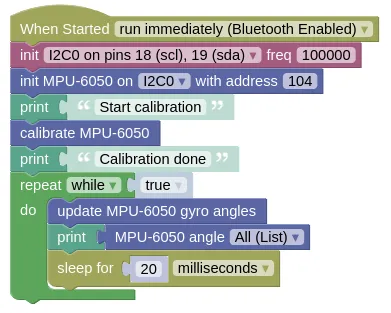 When Started run immediately (Bluetooth Enabled) ▾
init I2C0 on pins 18 (scl), 19 (sda) ▾ freq 100000
init MPU-6050 on I2C0 ▾ with address 104
print “ Start calibration ”
calibrate MPU-6050
print “ Calibration done ”
repeat while ▾ true ▾
do update MPU-6050 gyro angles
print MPU-6050 angle All (List) ▾
sleep for 20 milliseconds ▾